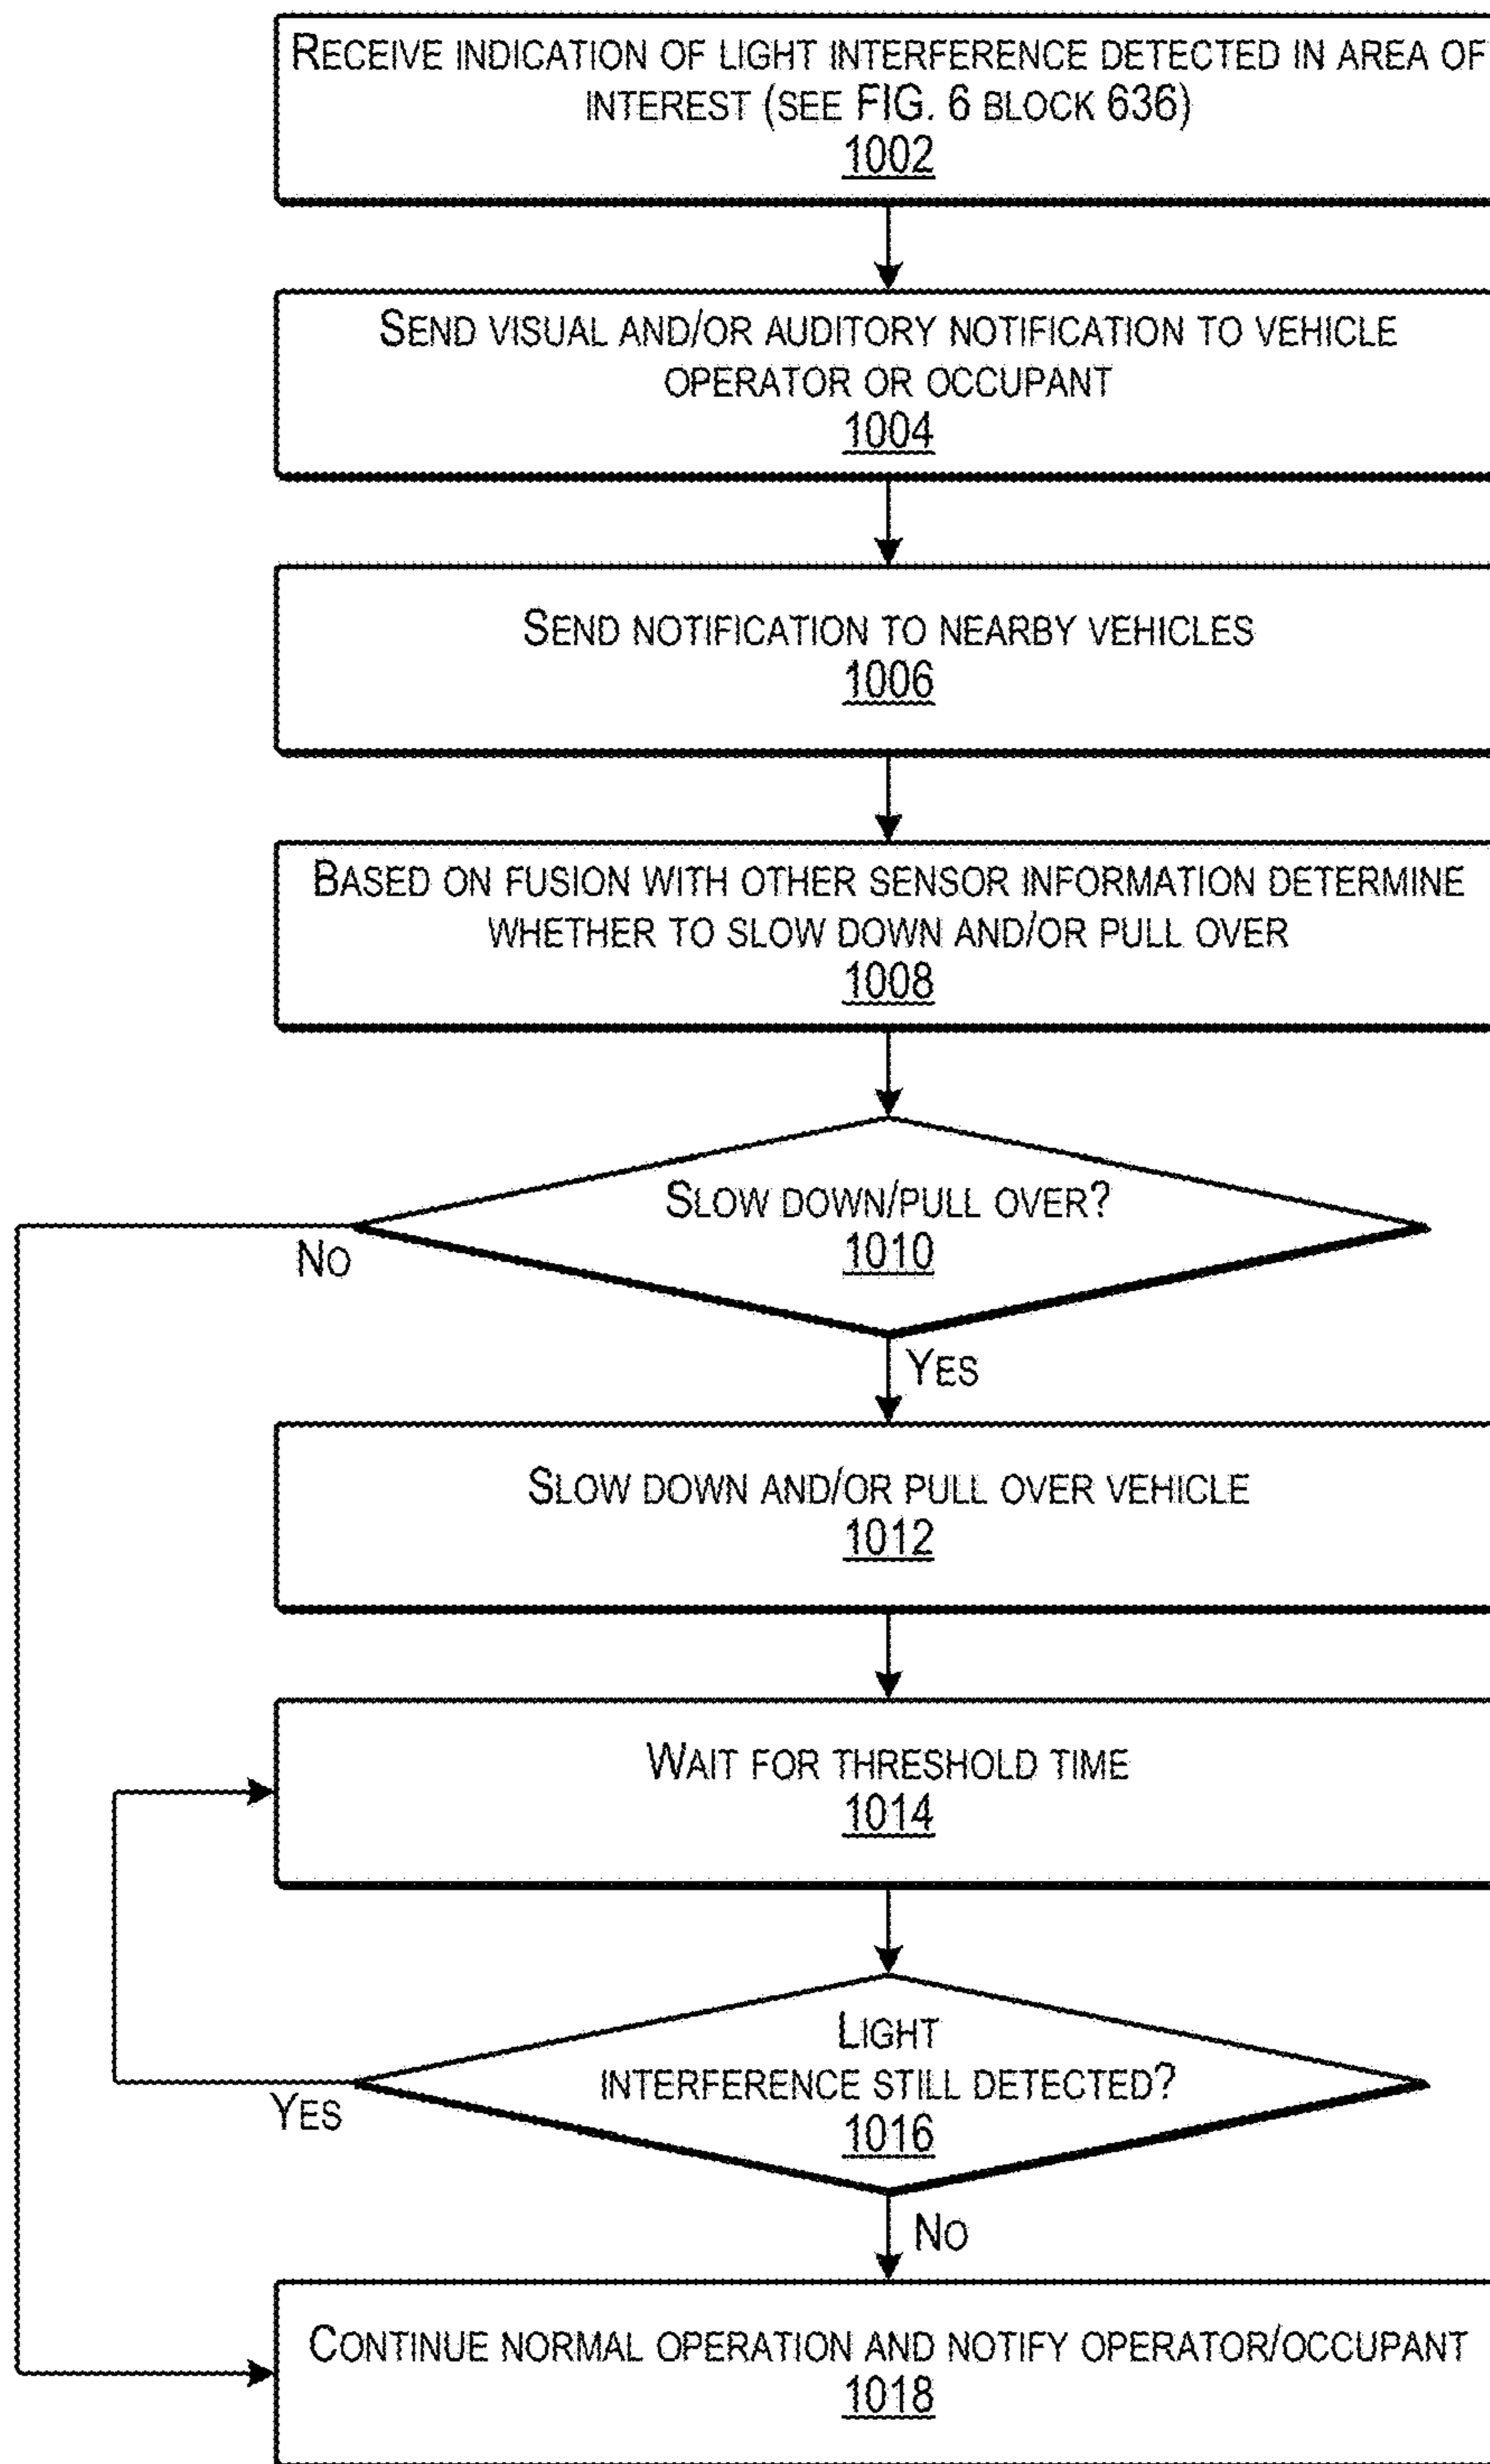 RECEIVE INDICATION OF LIGHT INTERFERENCE DETECTED IN AREA OF
INTEREST (SEE FIG. 6 BLOCK 636)
1002
SEND VISUAL AND/OR AUDITORY NOTIFICATION TO VEHICLE
OPERATOR OR OCCUPANT
1004
SEND NOTIFICATION TO NEARBY VEHICLES
1006
BASED ON FUSION WITH OTHER SENSOR INFORMATION DETERMINE
WHETHER TO SLOW DOWN AND/OR PULL OVER
1008
SLOW DOWN/PULL OVER?
1010
NO
YES
SLOW DOWN AND/OR PULL OVER VEHICLE
1012
WAIT FOR THRESHOLD TIME
1014
LIGHT
INTERFERENCE STILL DETECTED?
1016
YES
NO
CONTINUE NORMAL OPERATION AND NOTIFY OPERATOR/OCCUPANT
1018